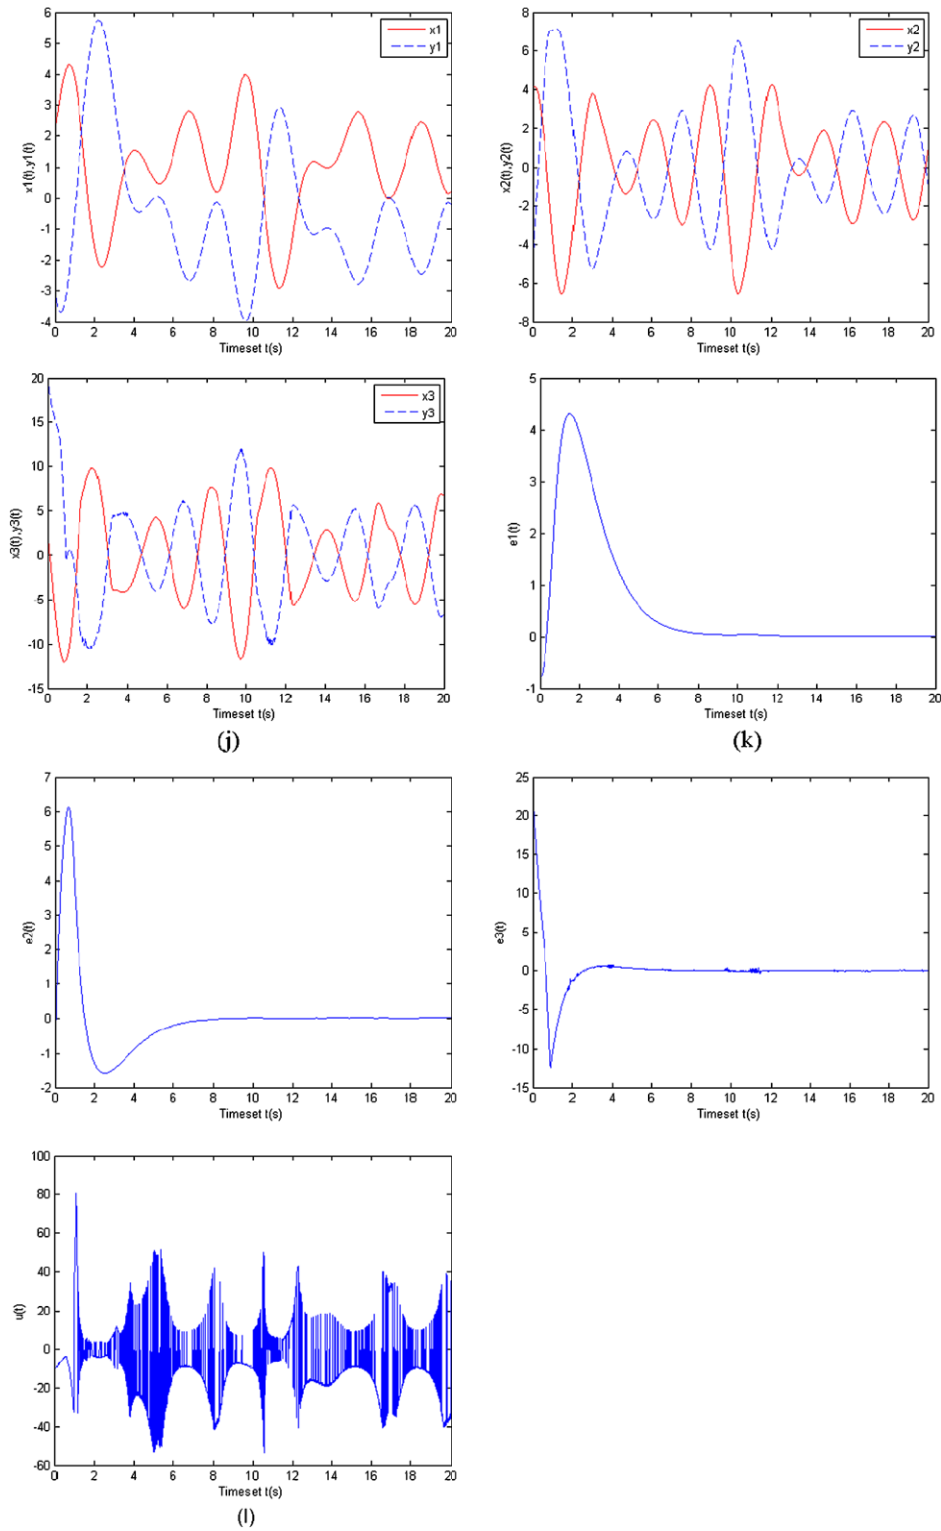 6
5
4
3
2
1
0
-1
-2
-3
-4
x1(t),y1(t)
x1
y1
0 2 4 6 8 10 12 14 16 18 20
Timeset t(s)
8
6
4
2
0
-2
-4
-6
-8
x2(t),y2(t)
x2
y2
0 2 4 6 8 10 12 14 16 18 20
Timeset t(s)
20
15
10
5
0
-5
-10
-15
x3(t),y3(t)
x3
y3
0 2 4 6 8 10 12 14 16 18 20
Timeset t(s)
(j)
5
4
3
2
1
0
-1
e1(t)
0 2 4 6 8 10 12 14 16 18 20
Timeset t(s)
(k)
7
6
5
4
3
2
1
0
-1
-2
e2(t)
0 2 4 6 8 10 12 14 16 18 20
Timeset t(s)
25
20
15
10
5
0
-5
-10
-15
e3(t)
0 2 4 6 8 10 12 14 16 18 20
Timeset t(s)
100
80
60
40
20
0
-20
-40
-60
u(t)
0 2 4 6 8 10 12 14 16 18 20
Timeset t(s)
(l)